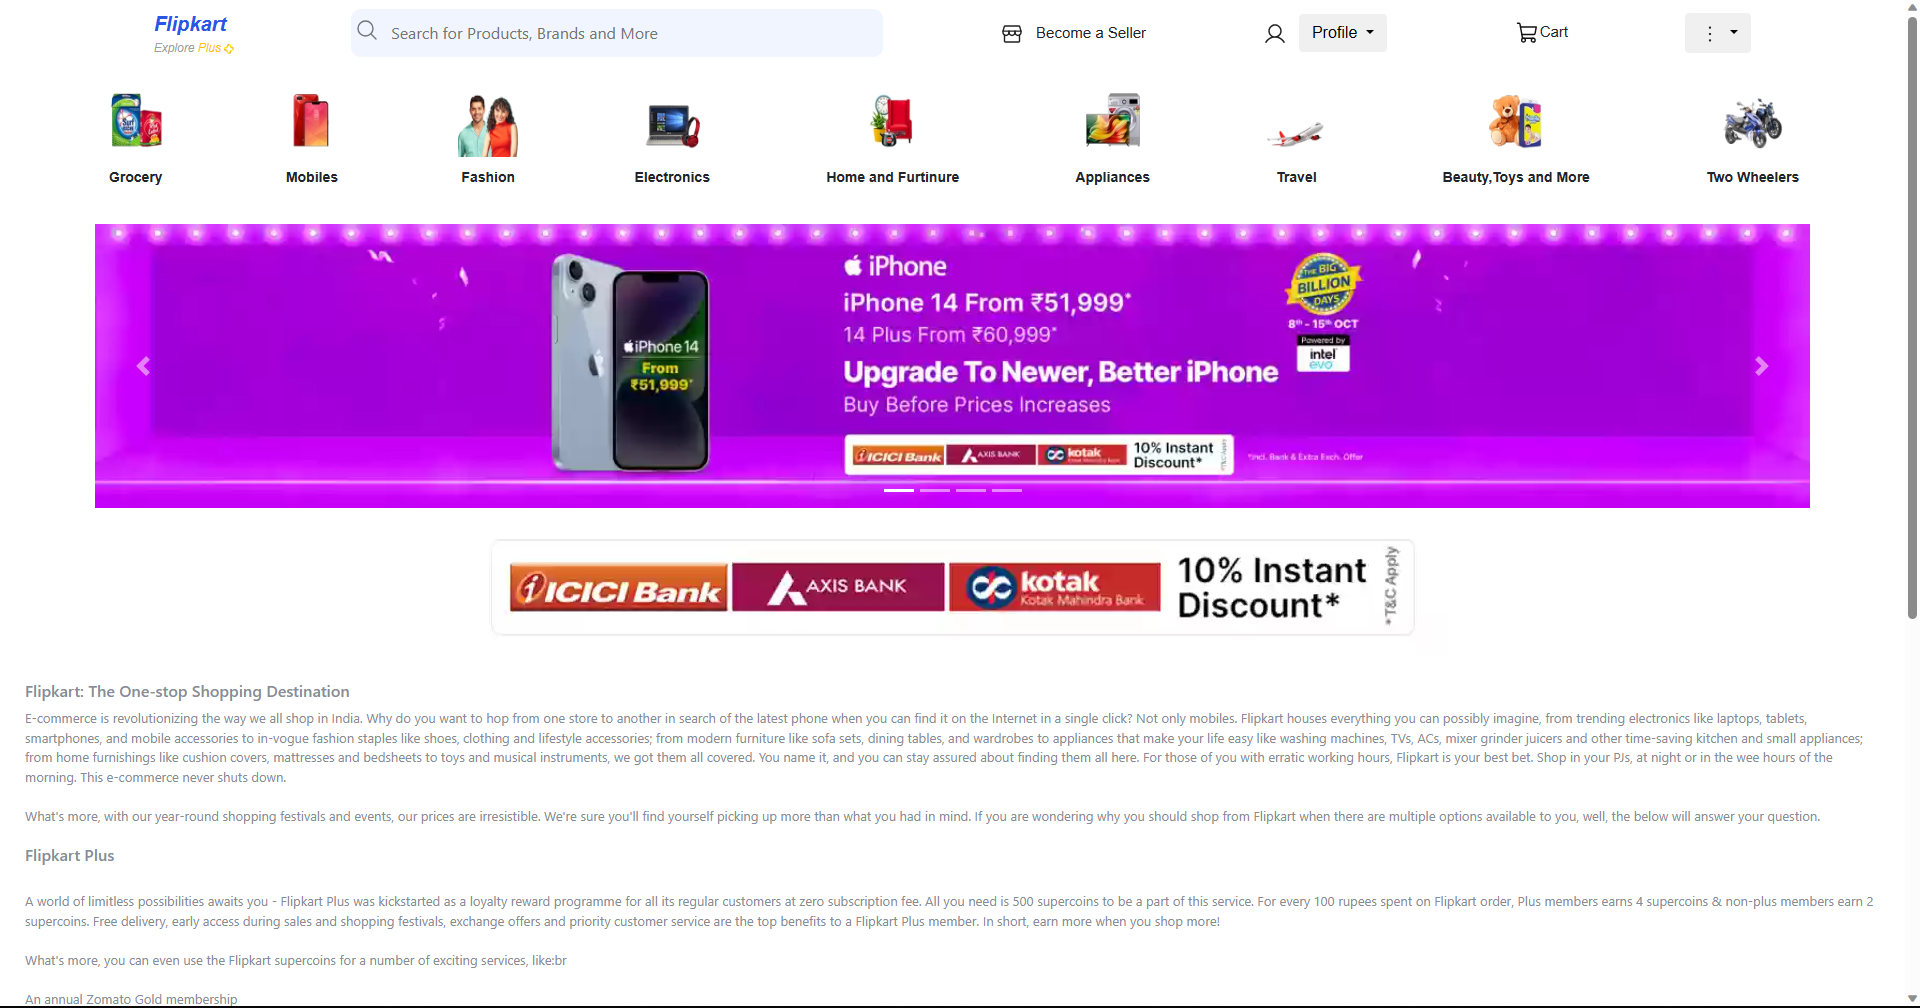 Flipkart
Explore Plus
Search for Products, Brands and More
Become a Seller
Profile
Cart
Surf excel
Red Label
Grocery
Mobiles
Fashion
Electronics
Home and Furtinure
Appliances
Travel
Beauty,Toys and More
Two Wheelers
iPhone
iPhone 14 From ₹51,999*
14 Plus From ₹60,999*
Upgrade To Newer, Better iPhone
Buy Before Prices Increases
iPhone 14
From
₹51,999*
THE BIG
BILLION
DAYS
8th - 15th OCT
Powered by
intel
evo
ICICI Bank
AXIS BANK
kotak
Kotak Mahindra Bank
10% Instant
Discount*
*T&C Apply
*Incl. Bank & Extra Exch. Offer
ICICI Bank
AXIS BANK
kotak
Kotak Mahindra Bank
10% Instant
Discount*
*T&C Apply
Flipkart: The One-stop Shopping Destination
E-commerce is revolutionizing the way we all shop in India. Why do you want to hop from one store to another in search of the latest phone when you can find it on the Internet in a single click? Not only mobiles. Flipkart houses everything you can possibly imagine, from trending electronics like laptops, tablets,
smartphones, and mobile accessories to in-vogue fashion staples like shoes, clothing and lifestyle accessories; from modern furniture like sofa sets, dining tables, and wardrobes to appliances that make your life easy like washing machines, TVs, ACs, mixer grinder juicers and other time-saving kitchen and small appliances;
from home furnishings like cushion covers, mattresses and bedsheets to toys and musical instruments, we got them all covered. You name it, and you can stay assured about finding them all here. For those of you with erratic working hours, Flipkart is your best bet. Shop in your PJs, at night or in the wee hours of the
morning. This e-commerce never shuts down.
What's more, with our year-round shopping festivals and events, our prices are irresistible. We're sure you'll find yourself picking up more than what you had in mind. If you are wondering why you should shop from Flipkart when there are multiple options available to you, well, the below will answer your question.
Flipkart Plus
A world of limitless possibilities awaits you - Flipkart Plus was kickstarted as a loyalty reward programme for all its regular customers at zero subscription fee. All you need is 500 supercoins to be a part of this service. For every 100 rupees spent on Flipkart order, Plus members earns 4 supercoins & non-plus members earn 2
supercoins. Free delivery, early access during sales and shopping festivals, exchange offers and priority customer service are the top benefits to a Flipkart Plus member. In short, earn more when you shop more!
What's more, you can even use the Flipkart supercoins for a number of exciting services, like:br
An annual Zomato Gold membership